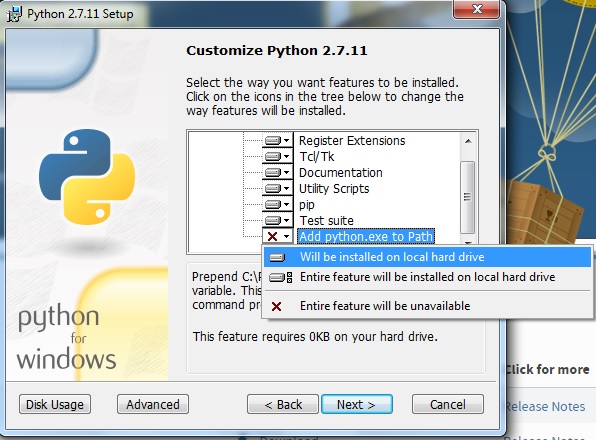 Python 2.7.11 Setup
Customize Python 2.7.11
Select the way you want features to be installed.
Click on the icons in the tree below to change the
way features will be installed.
Register Extensions
Tcl/Tk
Documentation
Utility Scripts
pip
Test suite
Add python.exe to Path
Will be installed on local hard drive
Entire feature will be installed on local hard drive
Entire feature will be unavailable
Prepend C:\
variable. This
command
This feature requires 0KB on your hard drive.
python
for
windows
Disk Usage
Advanced
< Back
Next >
Cancel
Click for more
Release Notes
Release Notes